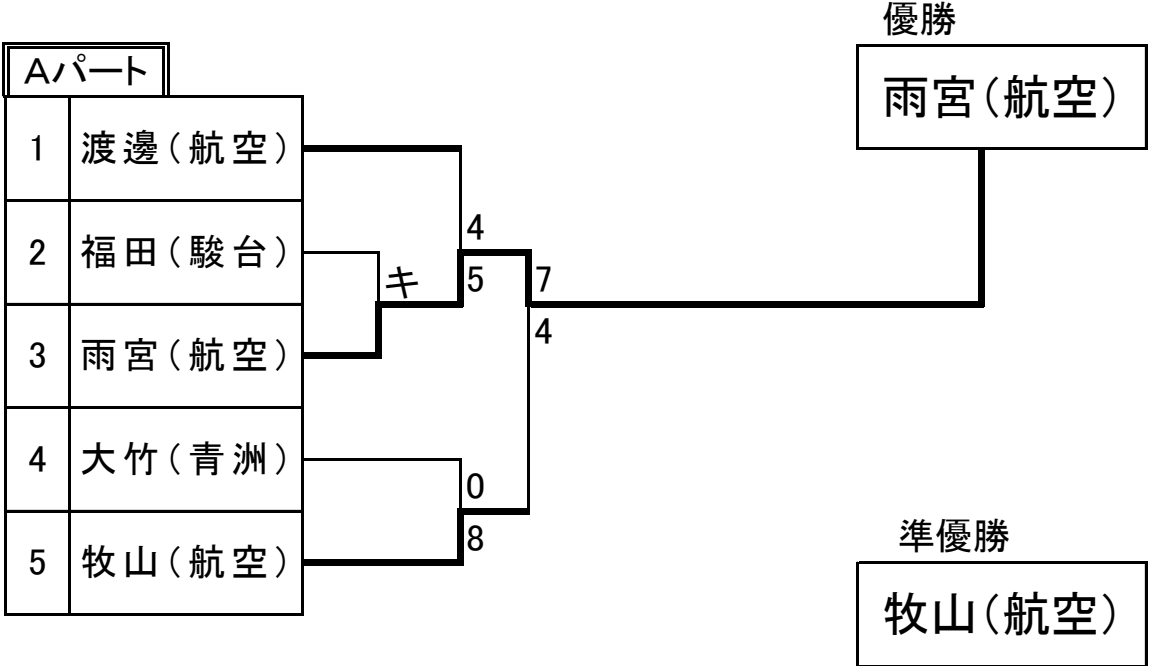 優勝
雨宮(航空)
Aパート
1 渡邊(航空)
2 福田(駿台)
3 雨宮(航空)
4 大竹(青洲)
5 牧山(航空)
キ
4
5
7
4
0
8
準優勝
牧山(航空)